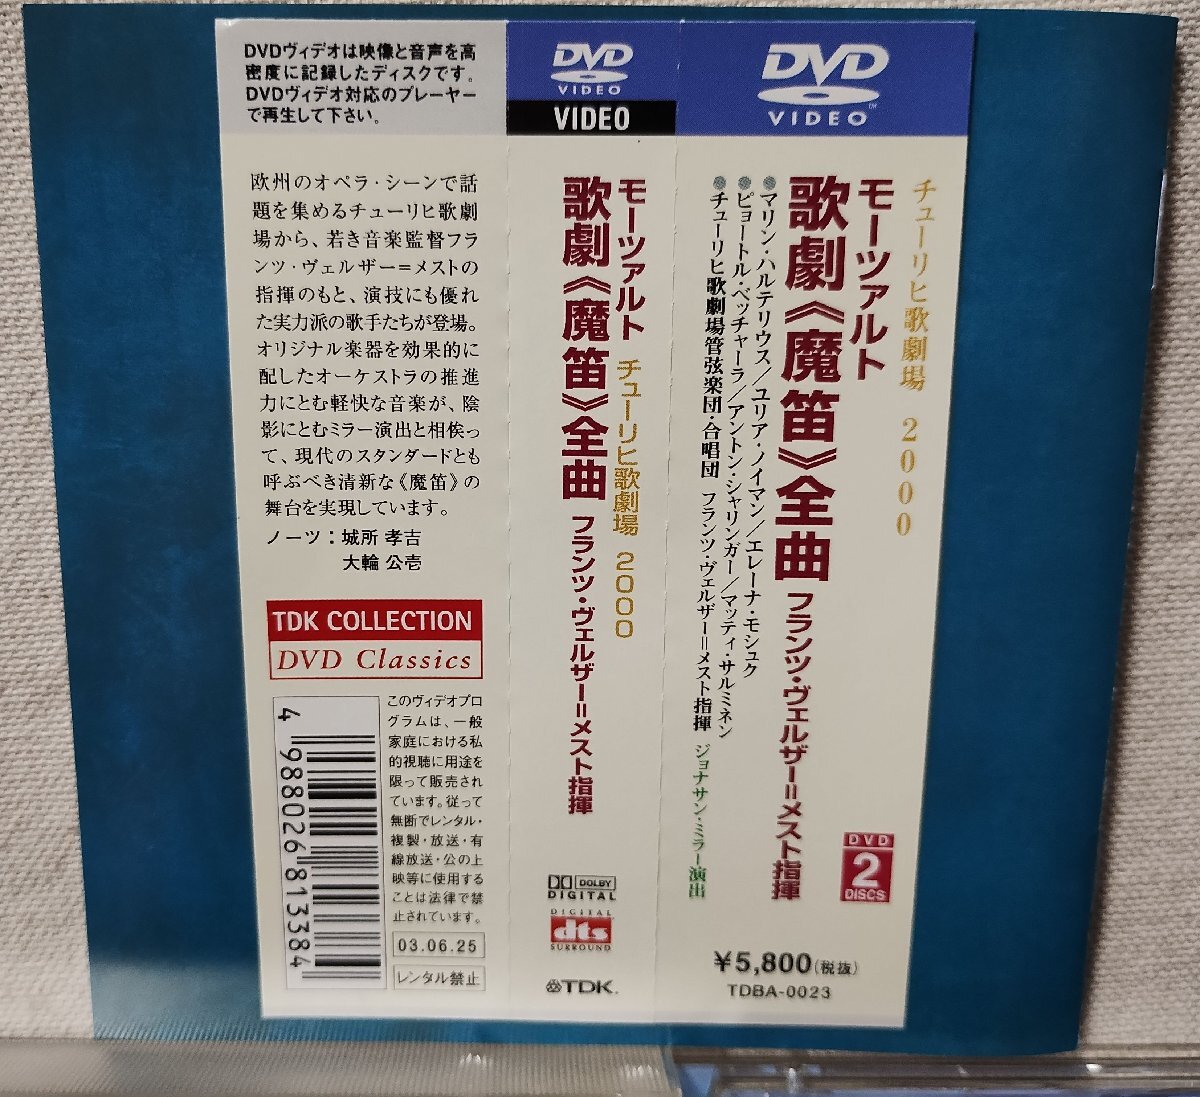 DVDヴィデオは映像と音声を高
密度に記録したディスクです。
DVDヴィデオ対応のプレーヤー
で再生して下さい。
欧州のオペラ・シーンで話
題を集めるチューリヒ歌劇
場から、若き音楽監督フラ
ンツ・ヴェルザー=メストの
指揮のもと、演技にも優れ
た実力派の歌手たちが登場。
オリジナル楽器を効果的に
配したオーケストラの推進
力にとむ軽快な音楽が、陰
影にとむミラー演出と相俟っ
て、現代のスタンダードとも
呼ぶべき清新な《魔笛》の
舞台を実現しています。
ノーツ：城所 孝吉
大輪 公壱
TDK COLLECTION
DVD Classics
4 988026 813384
このヴィデオプロ
グラムは、一般
家庭における私
的視聴に用途を
限って販売され
ています。従って
無断でレンタル・
複製・放送・有
線放送・公の上
映等に使用する
ことは法律で禁
止されています。
03.06.25
レンタル禁止
DVD
VIDEO
VIDEO
モーツァルト チューリヒ歌劇場 2000
歌劇《魔笛》全曲 フランツ・ヴェルザー=メスト指揮
DOLBY
DIGITAL
DIGITAL
dts
SURROUND
TDK.
DVD
VIDEO
TM
チューリヒ歌劇場 2000
モーツァルト
歌劇《魔笛》全曲 フランツ・ヴェルザー=メスト指揮
●マリン・ハルテリウス/ユリア・ノイマン/エレーナ・モシュク
●ピョートル・ベッチャーラ/アントン・シャリンガー/マッティ・サルミネン
●チューリヒ歌劇場管弦楽団・合唱団 フランツ・ヴェルザー=メスト指揮 ジョナサン・ミラー演出
DVD
2
DISCS
¥5,800(税抜)
TDBA-0023